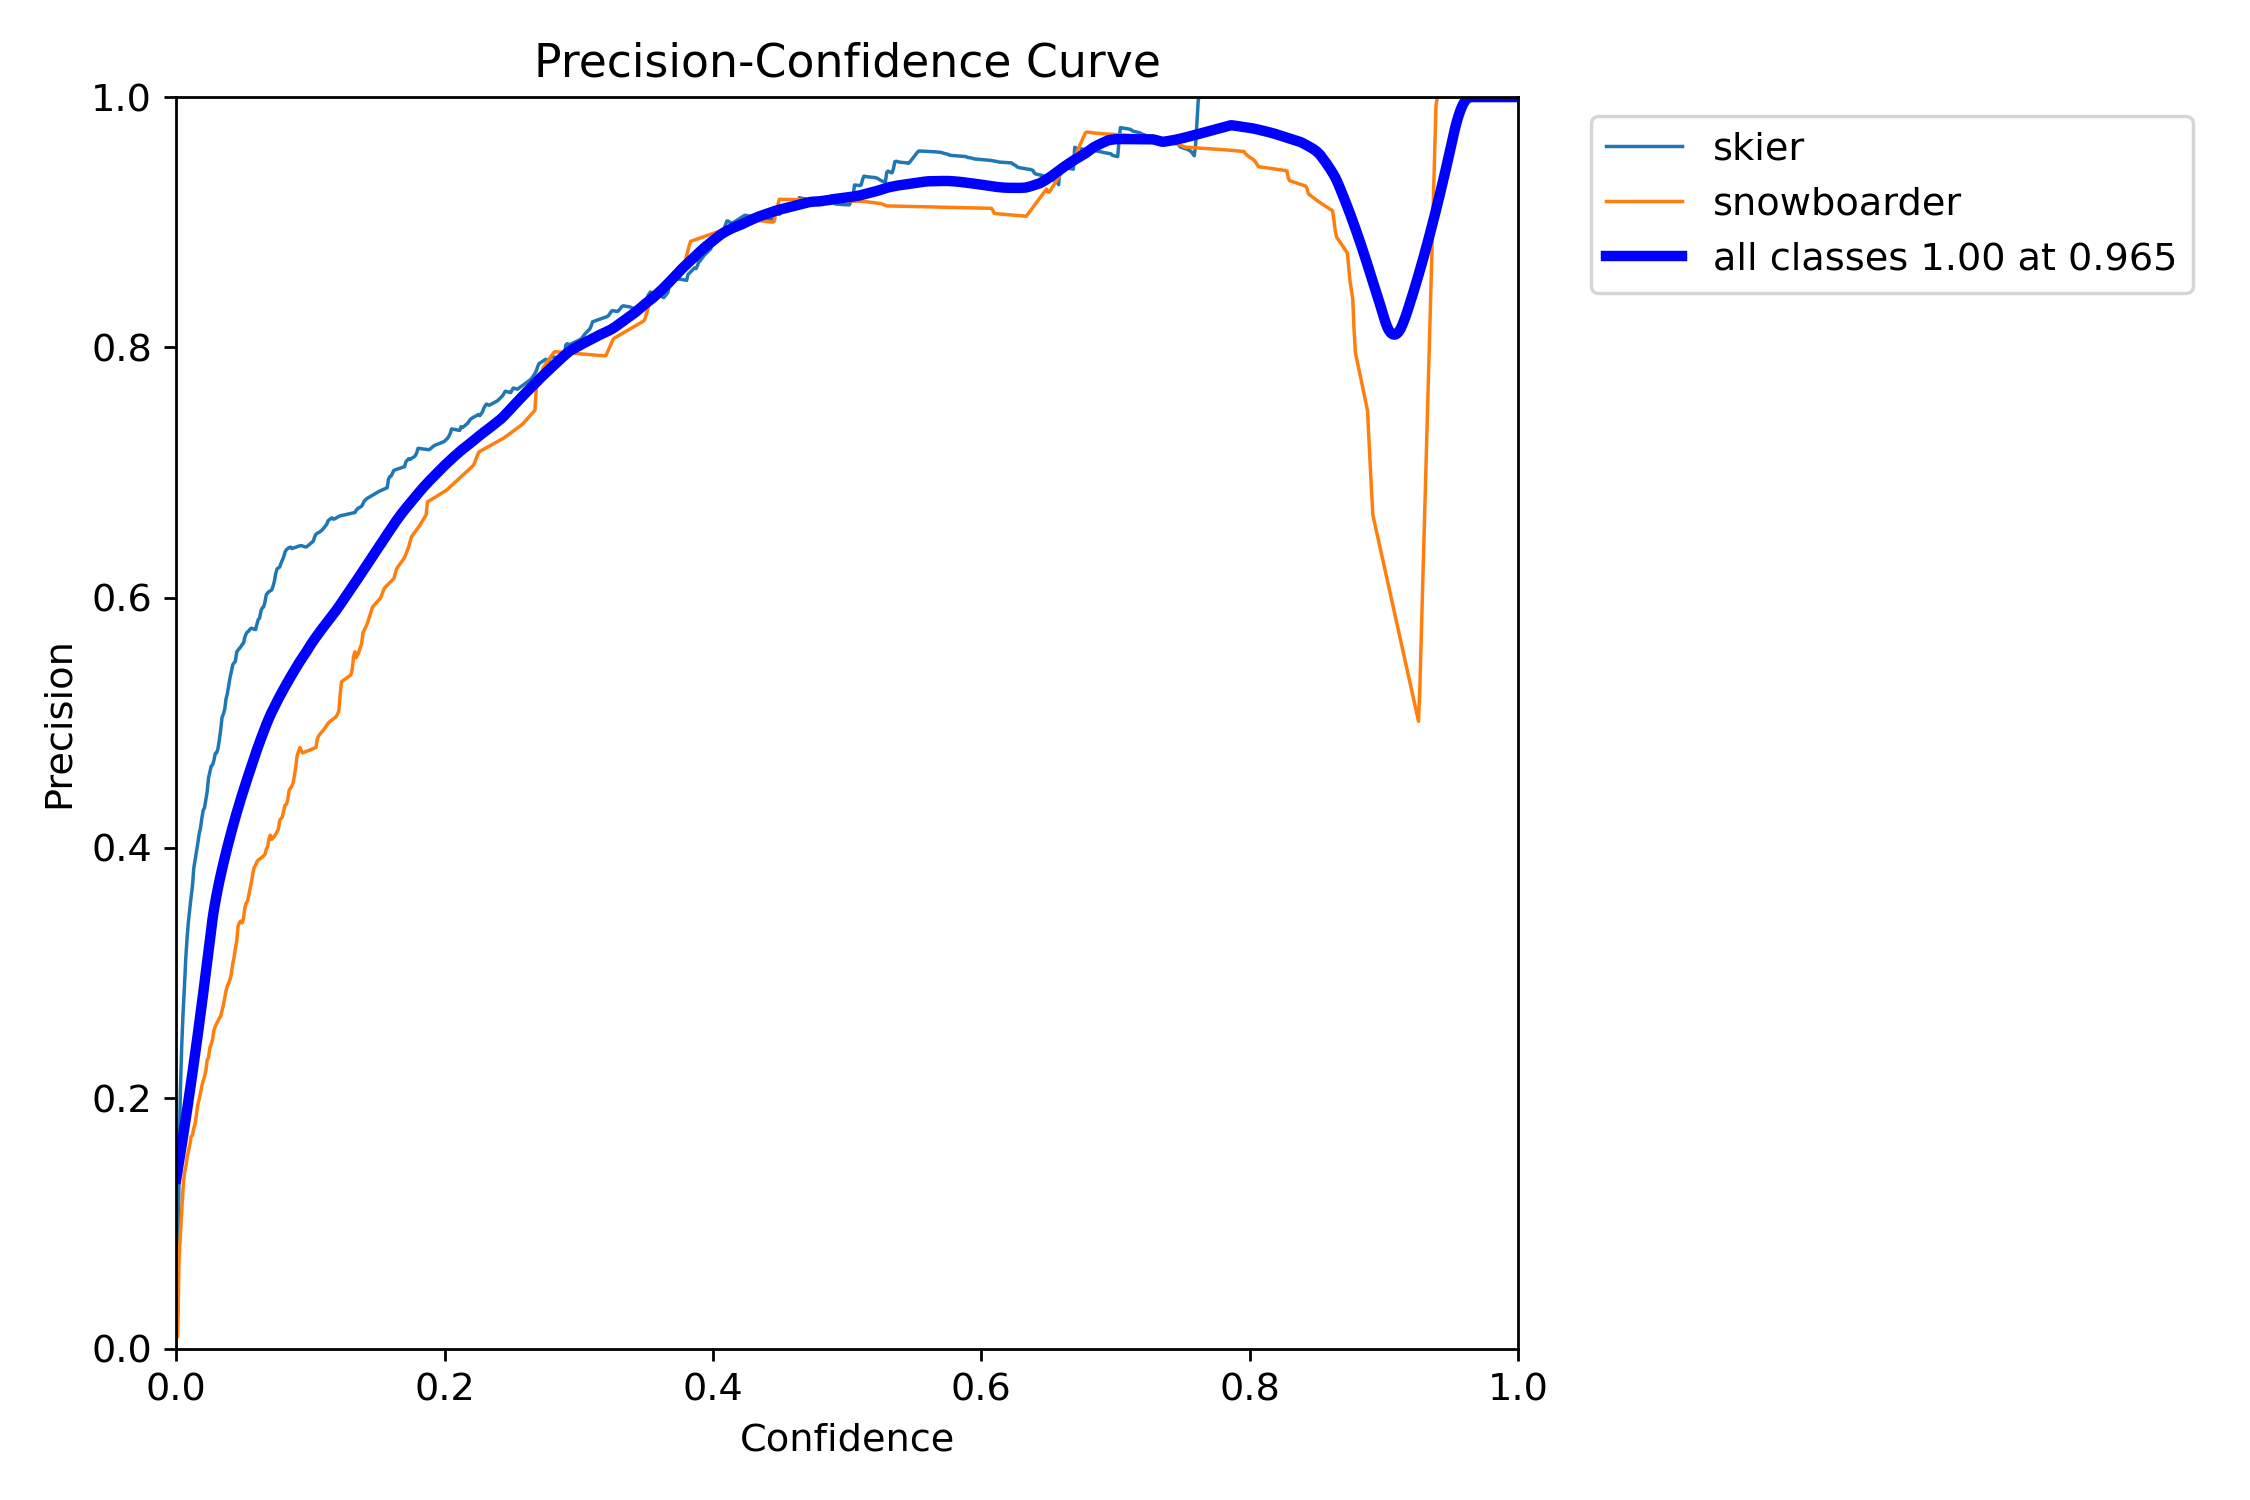 Precision-Confidence Curve
1.0
0.8
0.6
0.4
0.2
0.0
Precision
0.0 0.2 0.4 0.6 0.8 1.0
Confidence
skier
snowboarder
all classes 1.00 at 0.965